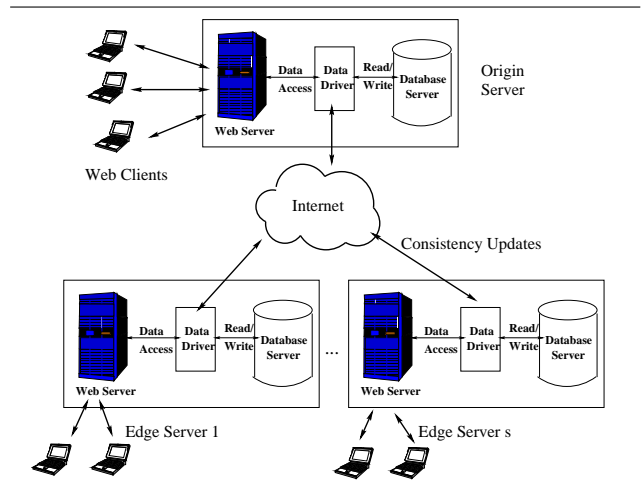 Data
Access
Data
Driver
Read/
Write
Database
Server
Web Server
Origin
Server
Web Clients
Internet
Consistency Updates
Data
Access
Data
Driver
Read/
Write
Database
Server
Web Server
...
Data
Access
Data
Driver
Read/
Write
Database
Server
Web Server
Edge Server 1
Edge Server s